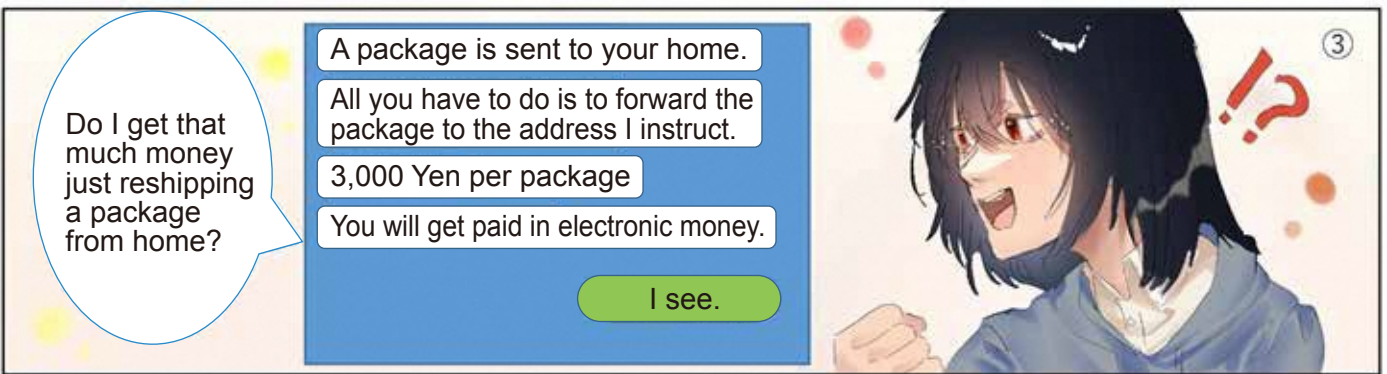 Do I get that
much money
just reshipping
a package
from home?
A package is sent to your home.
All you have to do is to forward the
package to the address I instruct.
3,000 Yen per package
You will get paid in electronic money.
I see.
!?
③